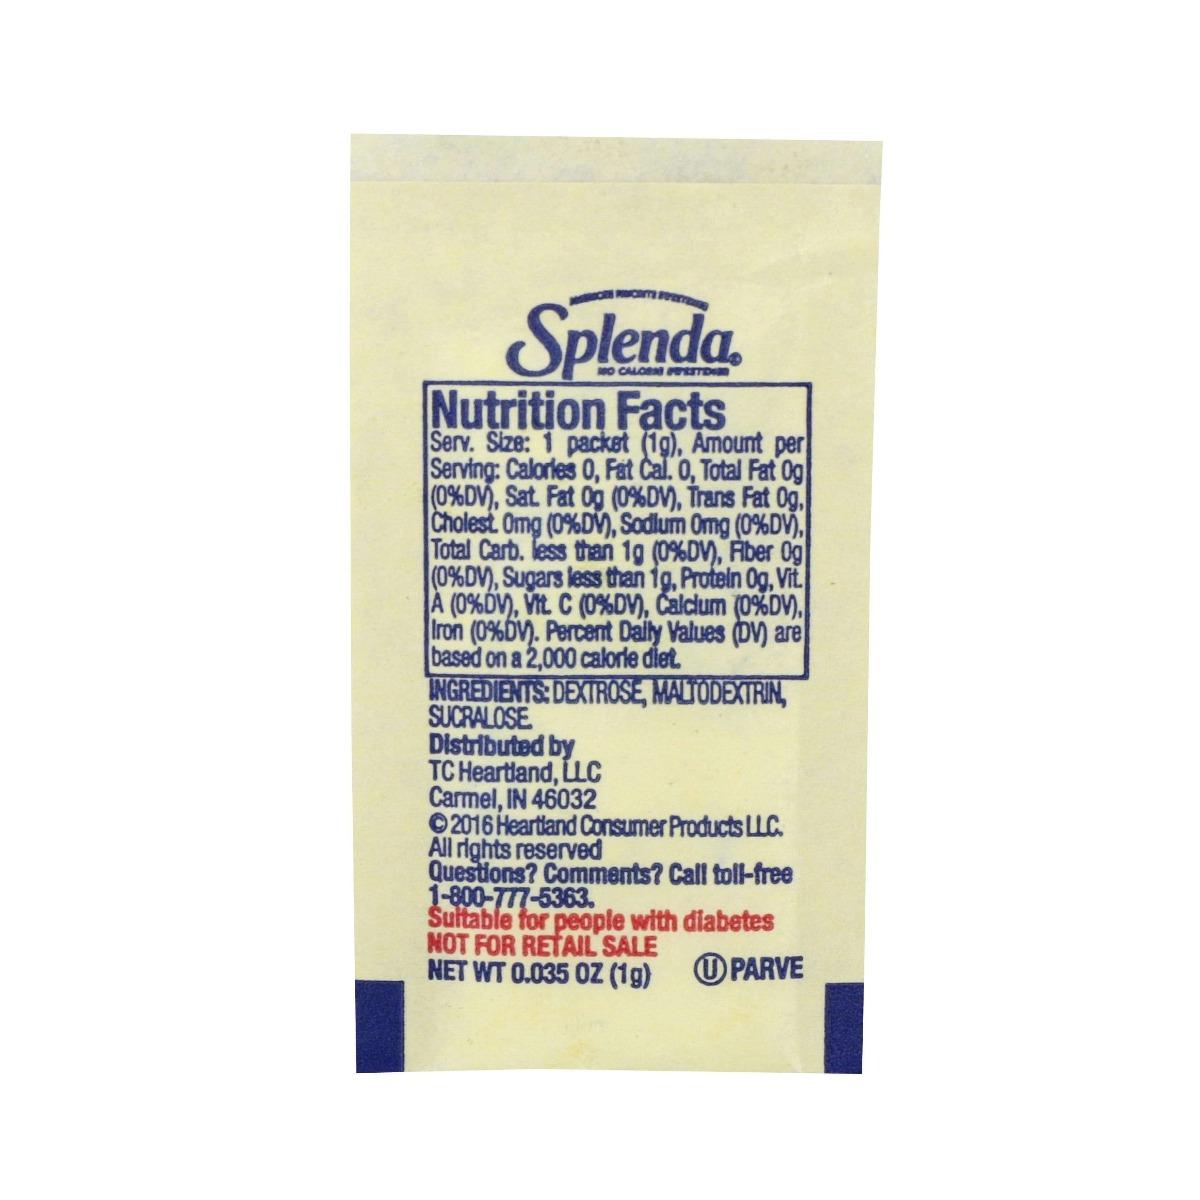 AMERICA'S FAVORITE SWEETENER
Splenda®
NO CALORIE SWEETENER
Nutrition Facts
Serv. Size: 1 packet (1g), Amount per
Serving: Calories 0, Fat Cal. 0, Total Fat 0g
(0%DV), Sat. Fat 0g (0%DV), Trans Fat 0g,
Cholest. 0mg (0%DV), Sodium 0mg (0%DV),
Total Carb. less than 1g (0%DV), Fiber 0g
(0%DV), Sugars less than 1g, Protein 0g, Vit.
A (0%DV), Vit. C (0%DV), Calcium (0%DV),
Iron (0%DV). Percent Daily Values (DV) are
based on a 2,000 calorie diet.
INGREDIENTS: DEXTROSE, MALTODEXTRIN,
SUCRALOSE.
Distributed by
TC Heartland, LLC
Carmel, IN 46032
© 2016 Heartland Consumer Products LLC.
All rights reserved
Questions? Comments? Call toll-free
1-800-777-5363.
Suitable for people with diabetes
NOT FOR RETAIL SALE
NET WT 0.035 OZ (1g) Ⓤ PARVE